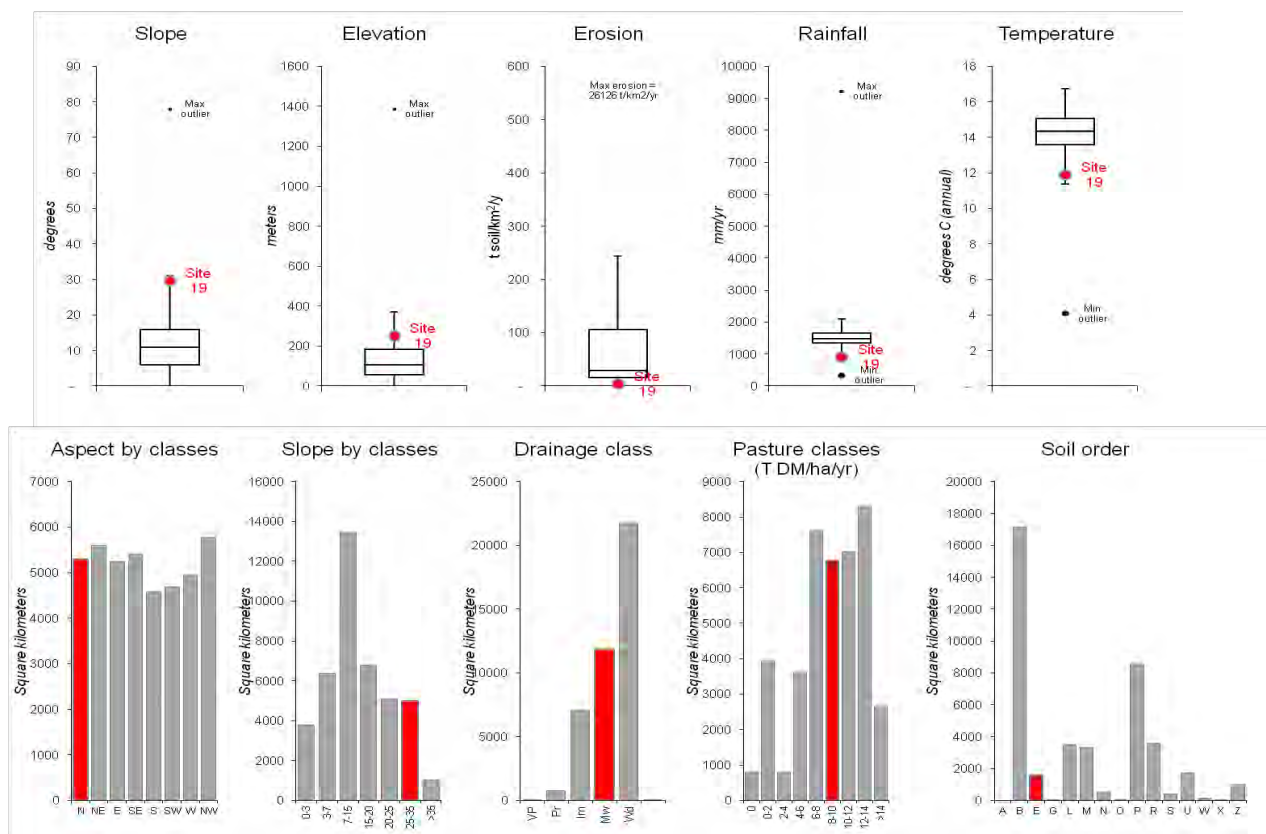 Slope
Elevation
Erosion
Rainfall
Temperature
90
80
70
60
50
40
30
20
10
-
degrees
Max
outlier
Site
19
1600
1400
1200
1000
800
600
400
200
0
meters
Max
outlier
Site
19
600
500
400
300
200
100
-
t soil/km2/y
Max erosion =
26126 t/km2/yr
Site
19
10000
9000
8000
7000
6000
5000
4000
3000
2000
1000
0
mm/yr
Max
outlier
Site
19
Min
outlier
18
16
14
12
10
8
6
4
2
-
degrees C (annual)
Site
19
Min
outlier
Aspect by classes
Slope by classes
Drainage class
Pasture classes
(T DM/ha/yr)
Soil order
7000
6000
5000
4000
3000
2000
1000
0
Square kilometers
N NE E SE S SW W NW
14000
12000
10000
8000
6000
4000
2000
0
Square kilometers
0-3 3-7 7-15 15-20 20-25 25-35 >35
25000
20000
15000
10000
5000
0
Square kilometers
VP Pr Im Mw Wd
9000
8000
7000
6000
5000
4000
3000
2000
1000
0
Square kilometers
0 0-2 2-4 4-6 6-8 8-10 10-12 12-14 >14
20000
18000
16000
14000
12000
10000
8000
6000
4000
2000
0
Square kilometers
A B E G L M N O P R S U W X Z